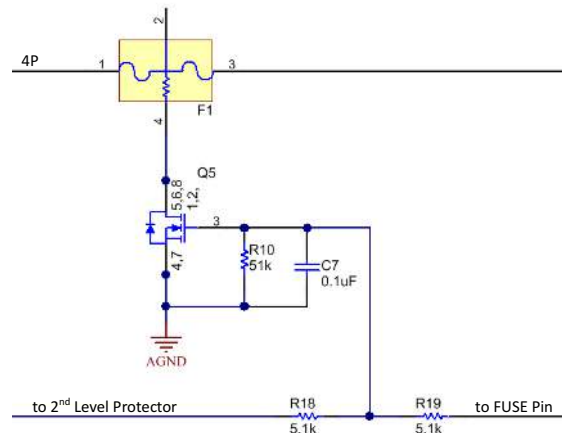 2
4P
1
3
F1
4
Q5
5,6,8
1,2,
3
R10
51k
C7
0.1uF
4,7
AGND
to 2nd Level Protector
R18
5.1k
R19
5.1k
to FUSE Pin